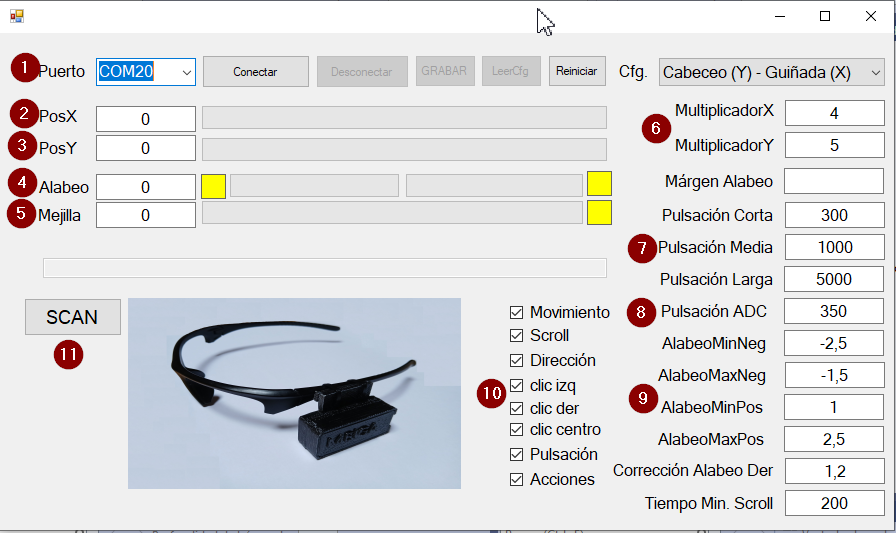 1 Puerto COM20 Conectar Desconectar GRABAR LeerCfg Reiniciar Cfg. Cabeceo (Y) - Guiñada (X)
2 PosX 0
MultiplicadorX 4
6
3 PosY 0
MultiplicadorY 5
4 Alabeo 0
Márgen Alabeo
5 Mejilla 0
Pulsación Corta 300
7 Pulsación Media 1000
Pulsación Larga 5000
SCAN
11
Movimiento
Scroll
Dirección
10 clic izq
clic der
clic centro
Pulsación
Acciones
8 Pulsación ADC 350
AlabeoMinNeg -2,5
AlabeoMaxNeg -1,5
9 AlabeoMinPos 1
AlabeoMaxPos 2,5
Corrección Alabeo Der 1,2
Tiempo Min. Scroll 200